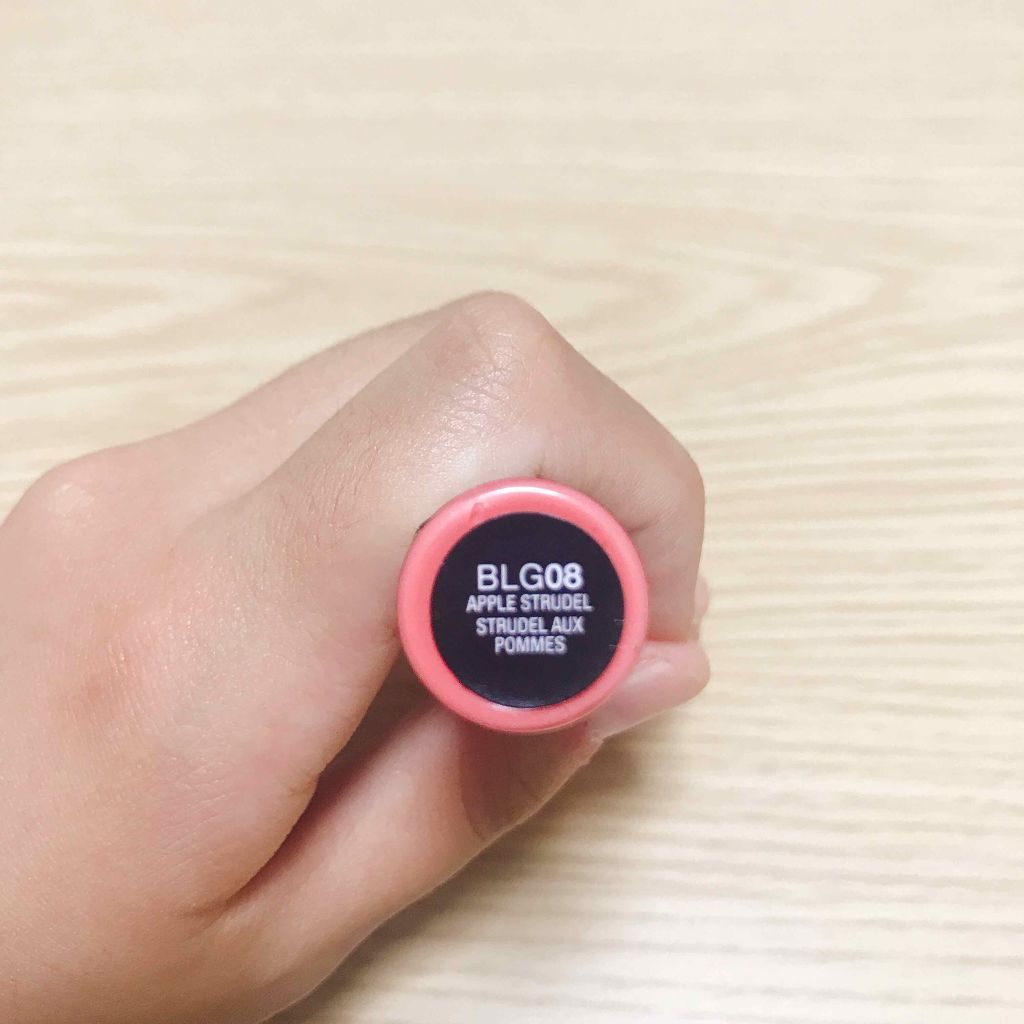 BLG08
APPLE STRUDEL
STRUDEL AUX
POMMES